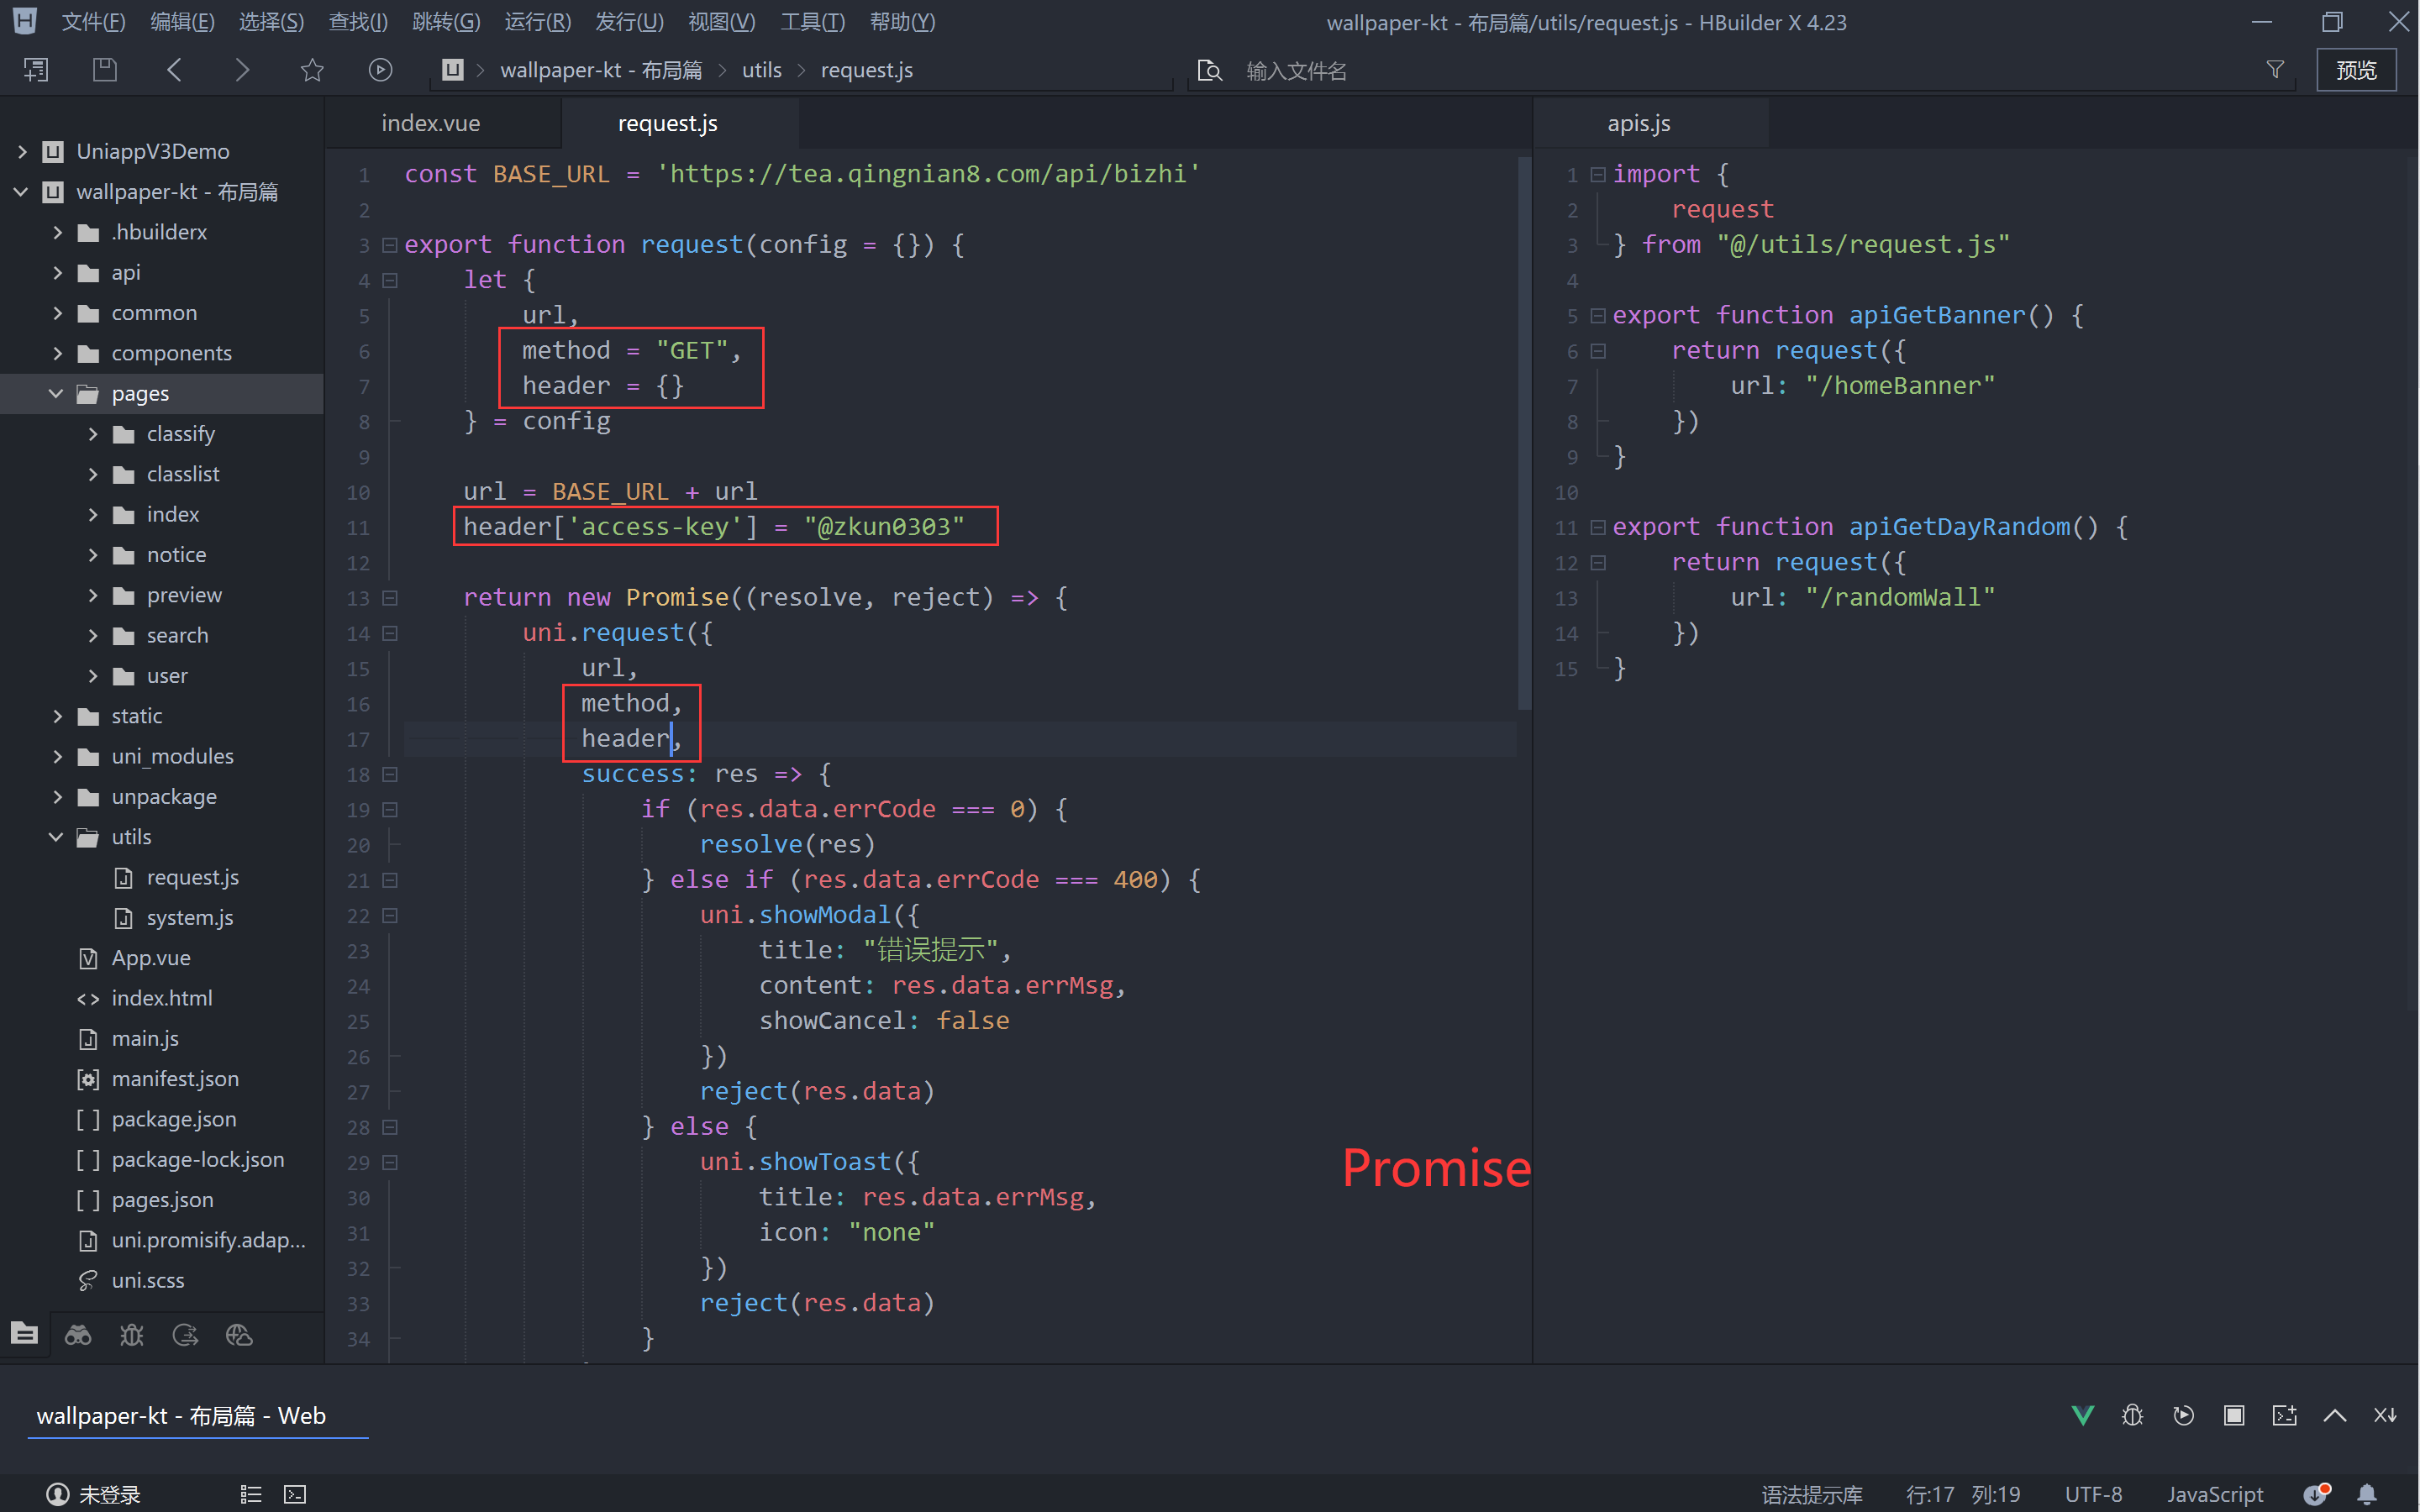 文件(F) 编辑(E) 选择(S) 查找(I) 跳转(G) 运行(R) 发行(U) 视图(V) 工具(T) 帮助(Y)
wallpaper-kt - 布局篇/utils/request.js - HBuilder X 4.23
wallpaper-kt - 布局篇 > utils > request.js
输入文件名
预览
UniappV3Demo
wallpaper-kt - 布局篇
.hbuilderx
api
common
components
pages
classify
classlist
index
notice
preview
search
user
static
uni_modules
unpackage
utils
request.js
system.js
App.vue
index.html
main.js
manifest.json
package.json
package-lock.json
pages.json
uni.promisify.adap...
uni.scss
index.vue
request.js
1 const BASE_URL = 'https://tea.qingnian8.com/api/bizhi'
2
3 export function request(config = {}) {
4 let {
5 url,
6 method = "GET",
7 header = {}
8 } = config
9
10 url = BASE_URL + url
11 header['access-key'] = "@zkun0303"
12
13 return new Promise((resolve, reject) => {
14 uni.request({
15 url,
16 method,
17 header,
18 success: res => {
19 if (res.data.errCode === 0) {
20 resolve(res)
21 } else if (res.data.errCode === 400) {
22 uni.showModal({
23 title: "错误提示",
24 content: res.data.errMsg,
25 showCancel: false
26 })
27 reject(res.data)
28 } else {
29 uni.showToast({
30 title: res.data.errMsg,
31 icon: "none"
32 })
33 reject(res.data)
34 }
Promise
apis.js
1 import {
2 request
3 } from "@/utils/request.js"
4
5 export function apiGetBanner() {
6 return request({
7 url: "/homeBanner"
8 })
9 }
10
11 export function apiGetDayRandom() {
12 return request({
13 url: "/randomWall"
14 })
15 }
wallpaper-kt - 布局篇 - Web
未登录
语法提示库 行:17 列:19 UTF-8 JavaScript